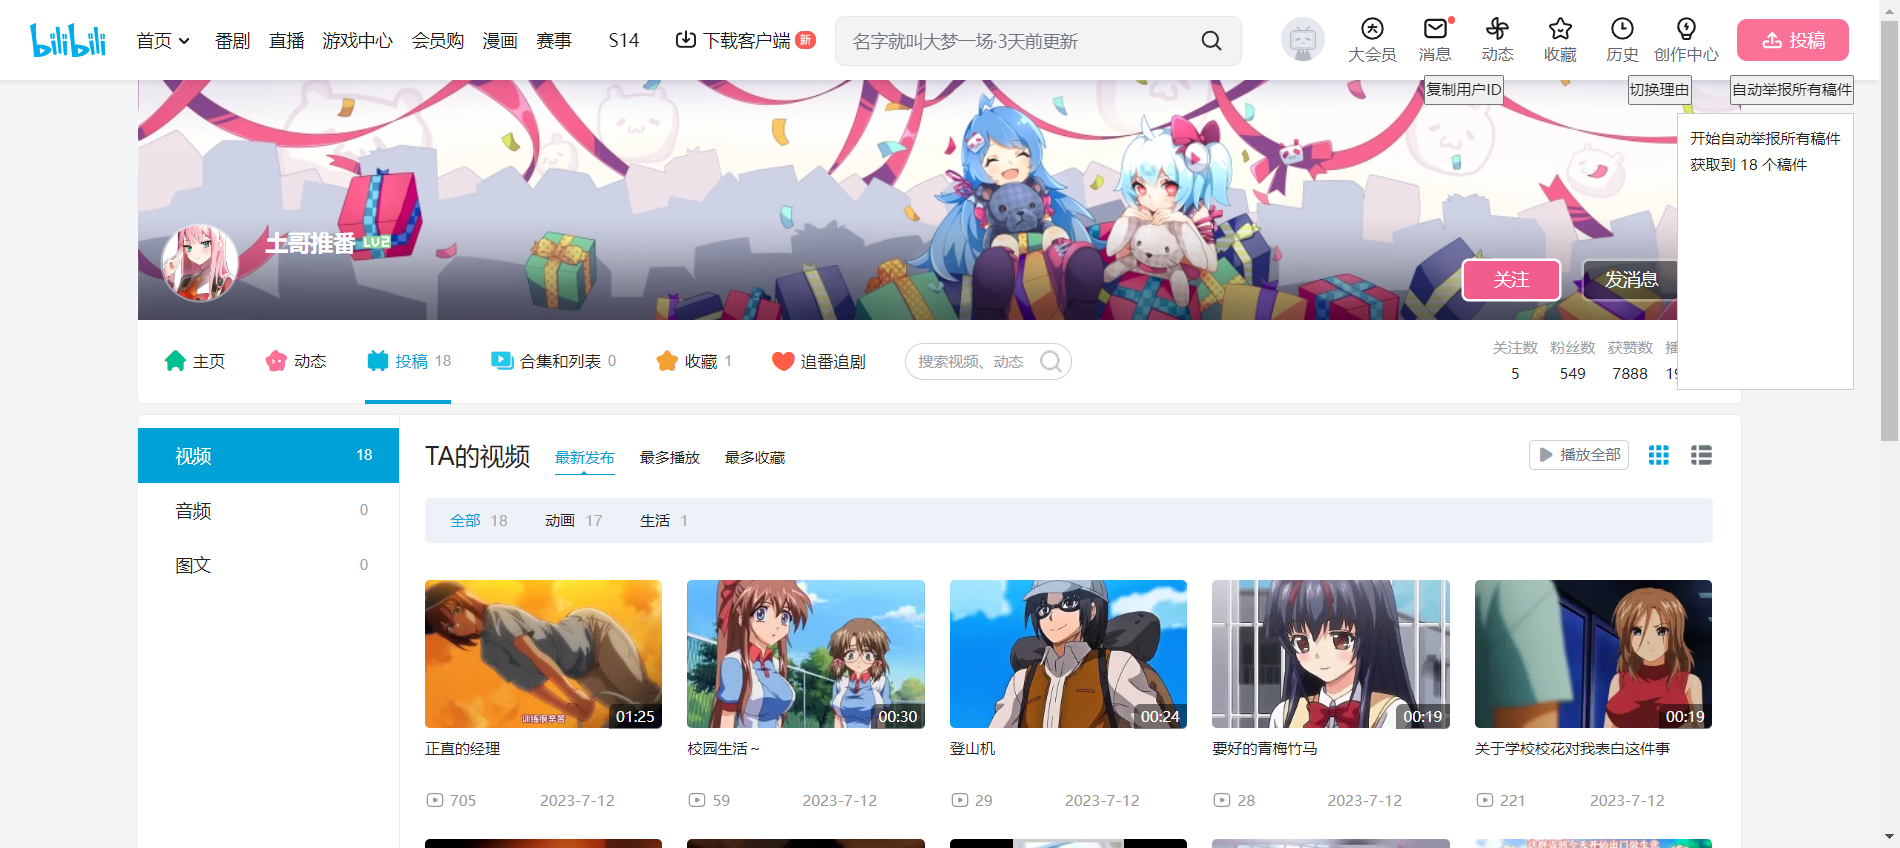 bilibili
首页 番剧 直播 游戏中心 会员购 漫画 赛事 S14 下载客户端 新
名字就叫大梦一场·3天前更新
大会员 消息 动态 收藏 历史 创作中心 投稿
复制用户ID 切换理由 自动举报所有稿件
开始自动举报所有稿件
获取到 18 个稿件
土哥推番 LV2
关注 发消息
主页 动态 投稿 18 合集和列表 0 收藏 1 追番追剧 搜索视频、动态
关注数 粉丝数 获赞数 播
5 549 7888
视频 18
音频 0
图文 0
TA的视频 最新发布 最多播放 最多收藏 播放全部
全部 18 动画 17 生活 1
训练很辛苦
01:25 00:30 00:24 00:19 00:19
正直的经理 校园生活～ 登山机 要好的青梅竹马 关于学校校花对我表白这件事
705 2023-7-12 59 2023-7-12 29 2023-7-12 28 2023-7-12 221 2023-7-12